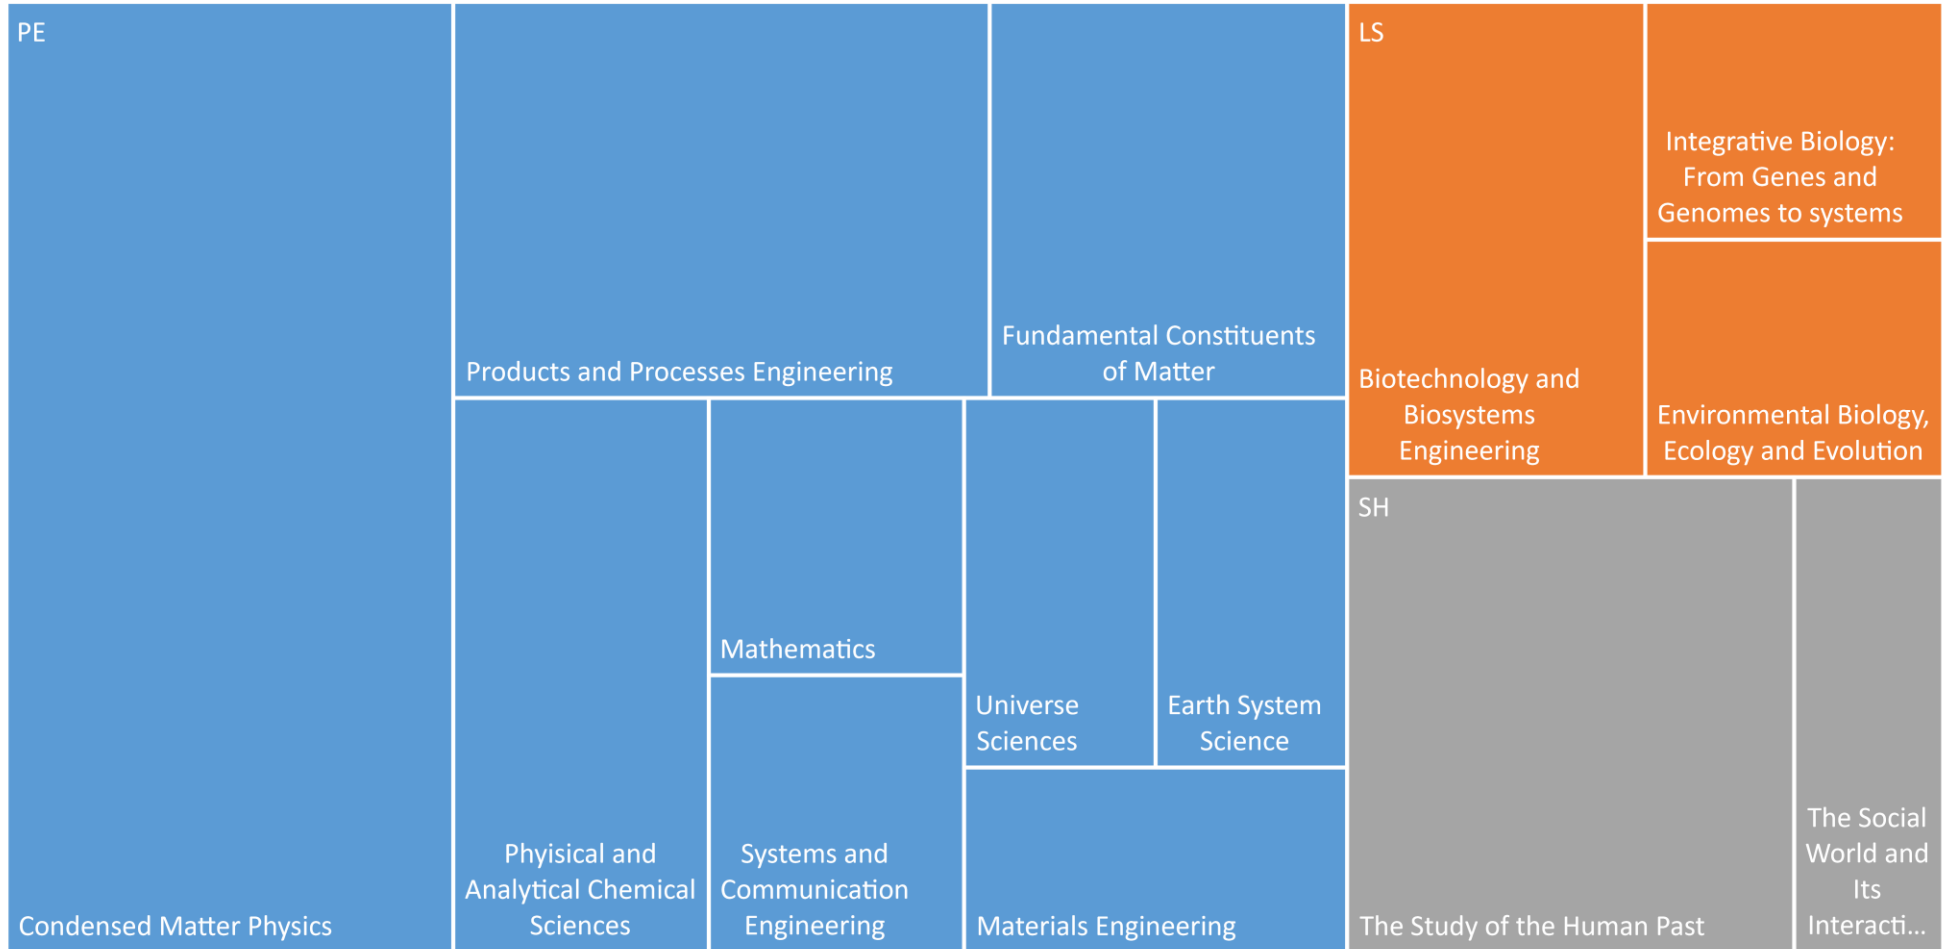 PE
Condensed Matter Physics
Products and Processes Engineering
Fundamental Constituents
of Matter
Phyisical and
Analytical Chemical
Sciences
Mathematics
Systems and
Communication
Engineering
Universe
Sciences
Earth System
Science
Materials Engineering
LS
Biotechnology and
Biosystems
Engineering
Integrative Biology:
From Genes and
Genomes to systems
Environmental Biology,
Ecology and Evolution
SH
The Study of the Human Past
The Social
World and
Its
Interacti...